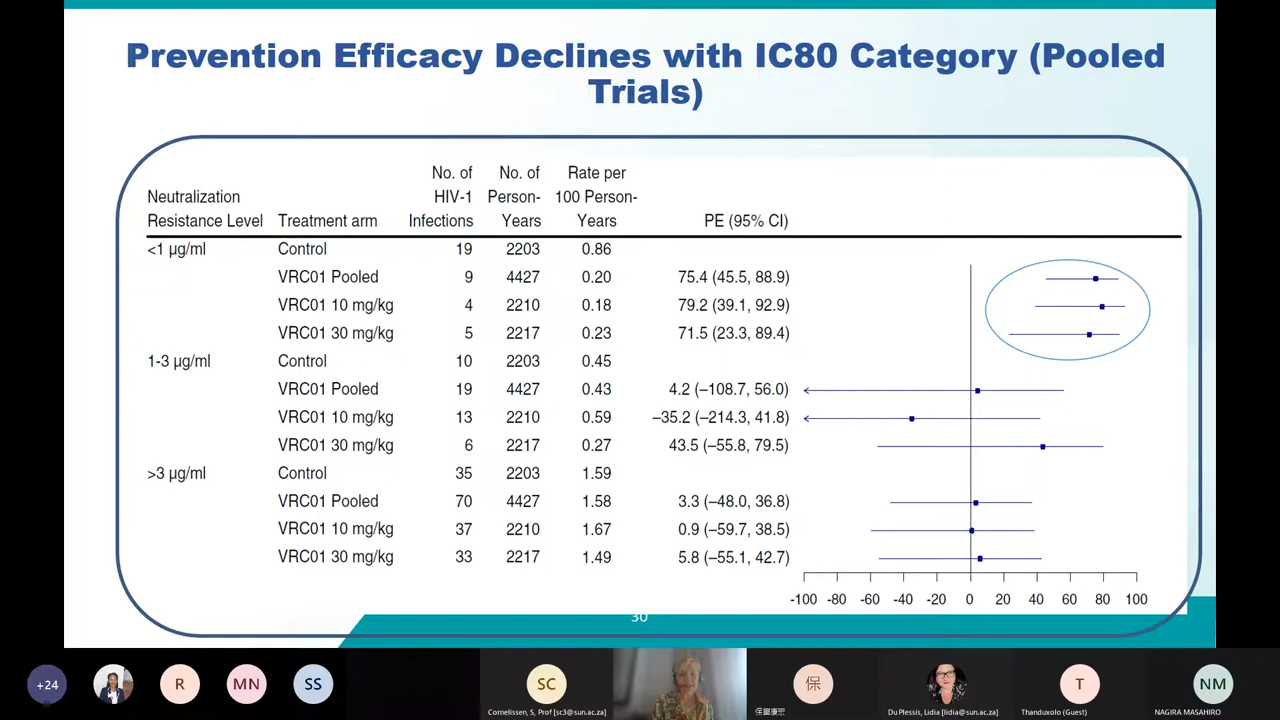 Prevention Efficacy Declines with IC80 Category (Pooled
Trials)
No. of No. of Rate per
Neutralization HIV-1 Person- 100 Person-
Resistance Level Treatment arm Infections Years Years PE (95% CI)
<1 μg/ml Control 19 2203 0.86
VRC01 Pooled 9 4427 0.20 75.4 (45.5, 88.9)
VRC01 10 mg/kg 4 2210 0.18 79.2 (39.1, 92.9)
VRC01 30 mg/kg 5 2217 0.23 71.5 (23.3, 89.4)
1-3 μg/ml Control 10 2203 0.45
VRC01 Pooled 19 4427 0.43 4.2 (–108.7, 56.0)
VRC01 10 mg/kg 13 2210 0.59 –35.2 (–214.3, 41.8)
VRC01 30 mg/kg 6 2217 0.27 43.5 (–55.8, 79.5)
>3 μg/ml Control 35 2203 1.59
VRC01 Pooled 70 4427 1.58 3.3 (–48.0, 36.8)
VRC01 10 mg/kg 37 2210 1.67 0.9 (–59.7, 38.5)
VRC01 30 mg/kg 33 2217 1.49 5.8 (–55.1, 42.7)
-100 -80 -60 -40 -20 0 20 40 60 80 100
30
+24 R MN SS SC 保 T NM
Cornelissen, S, Prof [sc3@sun.ac.za] Du Plessis, Lidia [lidia@sun.ac.za] Thanduxolo (Guest) NAGIRA MASAHIRO